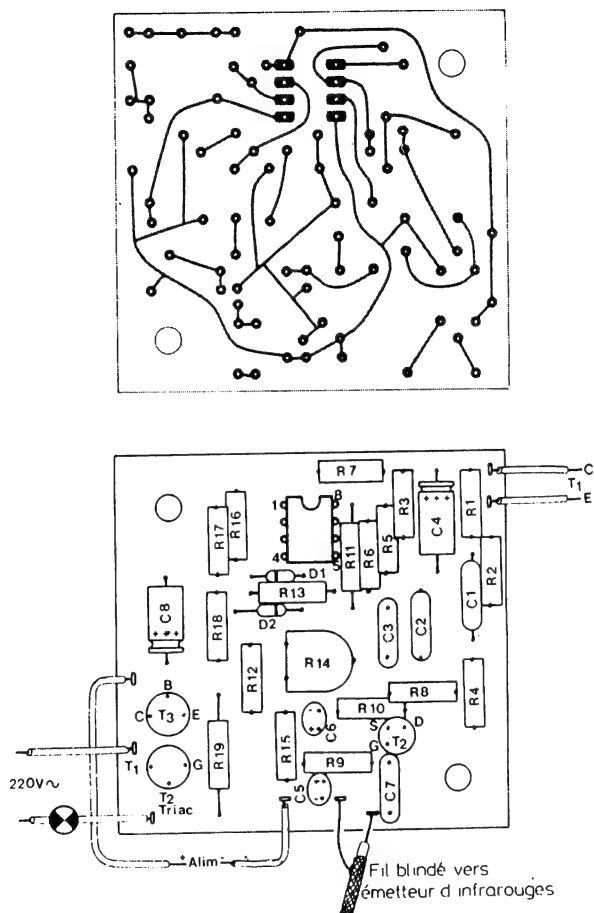 R7
C
T1
E
1
8
R3
C4
R1
R17
R16
R11
R6
R5
R2
4
5
D1
R13
D2
C8
R18
C3
C2
C1
R14
R12
R8
R4
B
C T3 E
R10
S D
T2
G
C6
R15
R19
R9
C7
C5
T1 G
T2
Triac
220V~
+ Alim -
Fil blindé vers
émetteur d infrarouges